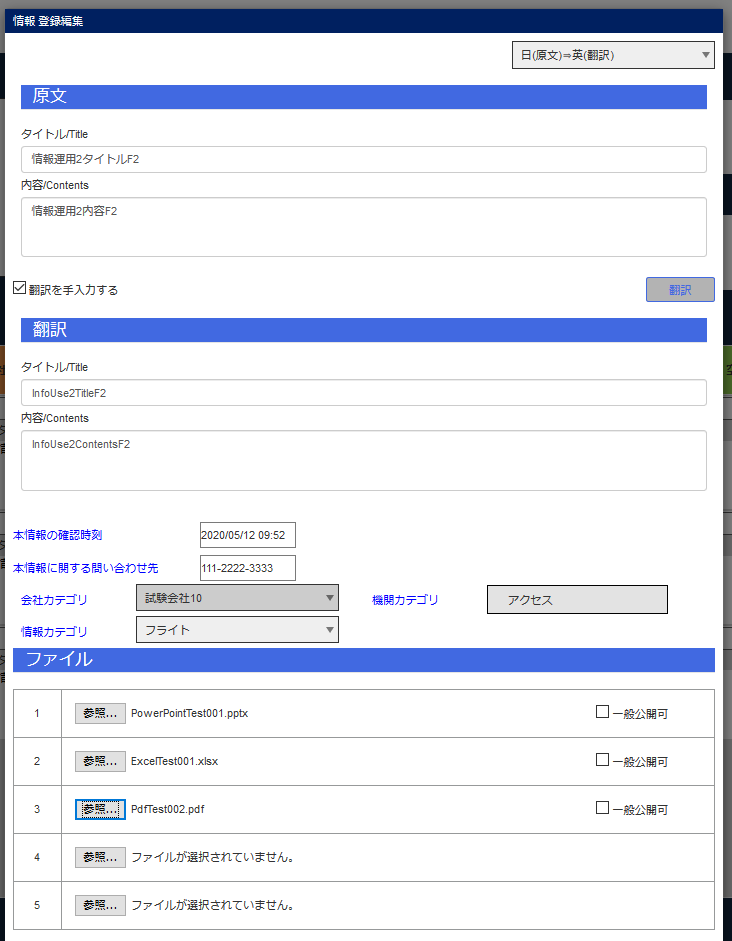 情報 登録編集
日(原文)⇒英(翻訳)
原文
タイトル/Title
情報運用2タイトルF2
内容/Contents
情報運用2内容F2
翻訳を手入力する
翻訳
翻訳
タイトル/Title
InfoUse2TitleF2
内容/Contents
InfoUse2ContentsF2
本情報の確認時刻 2020/05/12 09:52
本情報に関する問い合わせ先 111-2222-3333
会社カテゴリ 試験会社10 機関カテゴリ アクセス
情報カテゴリ フライト
ファイル
1 参照... PowerPointTest001.pptx 一般公開可
2 参照... ExcelTest001.xlsx 一般公開可
3 参照... PdfTest002.pdf 一般公開可
4 参照... ファイルが選択されていません。
5 参照... ファイルが選択されていません。